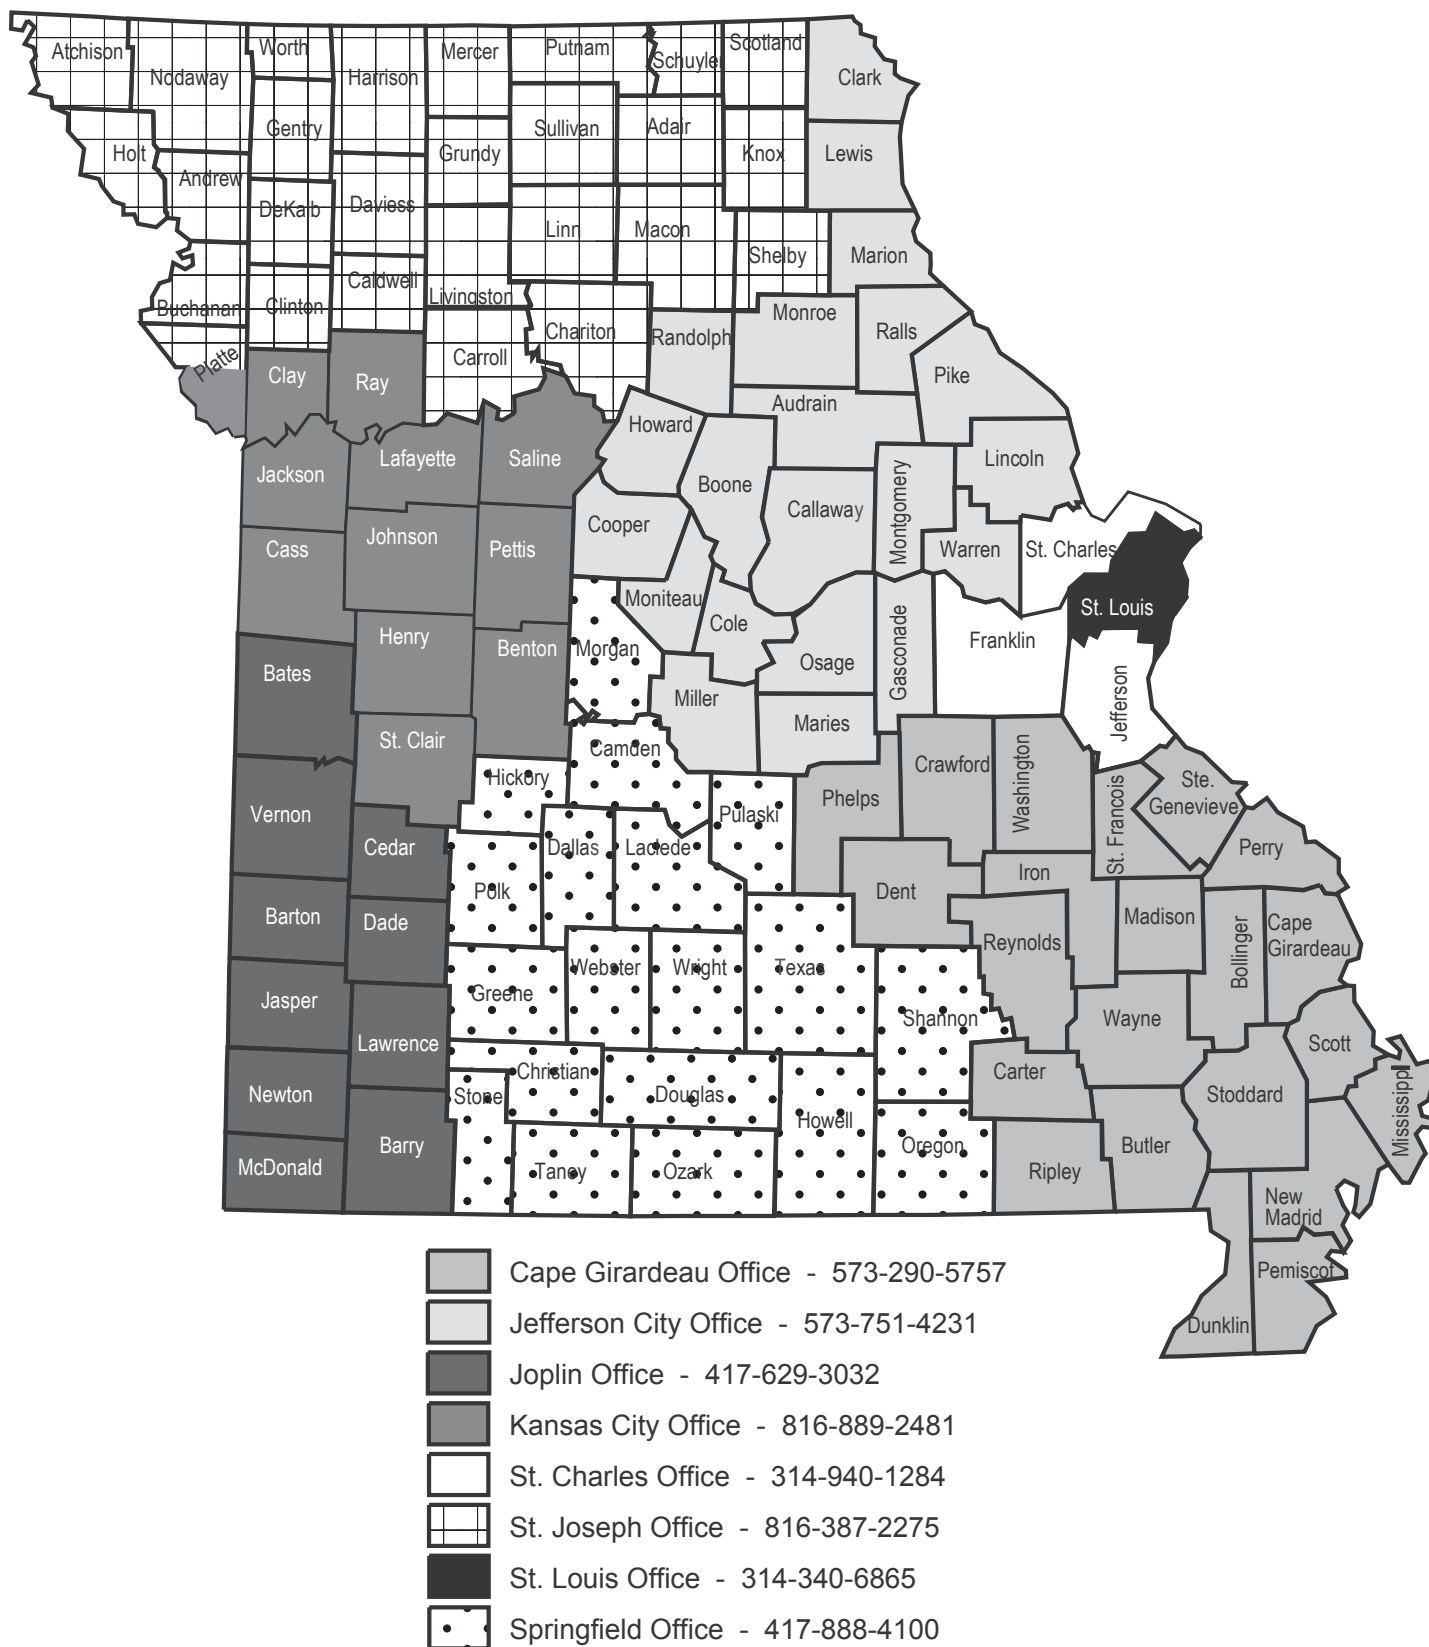 Atchison
Nodaway
Worth
Harrison
Mercer
Putnam
Schuyler
Scotland
Clark
Holt
Andrew
Gentry
DeKalb
Daviess
Grundy
Sullivan
Adair
Knox
Lewis
Linn
Macon
Shelby
Marion
Buchanan
Clinton
Caldwell
Livingston
Chariton
Carroll
Randolph
Monroe
Ralls
Pike
Platte
Clay
Ray
Audrain
Howard
Jackson
Lafayette
Saline
Boone
Callaway
Montgomery
Lincoln
Cass
Johnson
Pettis
Cooper
Warren
St. Charles
Moniteau
Cole
St. Louis
Henry
Benton
Morgan
Osage
Gasconade
Franklin
Bates
Miller
Maries
Jefferson
St. Clair
Hickory
Camden
Crawford
Washington
Vernon
Pulaski
Phelps
St. Francois
Ste.
Genevieve
Cedar
Dallas
Laclede
Perry
Polk
Dent
Iron
Barton
Dade
Madison
Bollinger
Cape
Girardeau
Reynolds
Jasper
Greene
Webster
Wright
Texas
Shannon
Wayne
Lawrence
Scott
Newton
Stone
Christian
Douglas
Howell
Carter
Stoddard
Mississippi
McDonald
Barry
Taney
Ozark
Oregon
Ripley
Butler
New
Madrid
Pemiscot
Dunklin
Cape Girardeau Office - 573-290-5757
Jefferson City Office - 573-751-4231
Joplin Office - 417-629-3032
Kansas City Office - 816-889-2481
St. Charles Office - 314-940-1284
St. Joseph Office - 816-387-2275
St. Louis Office - 314-340-6865
Springfield Office - 417-888-4100